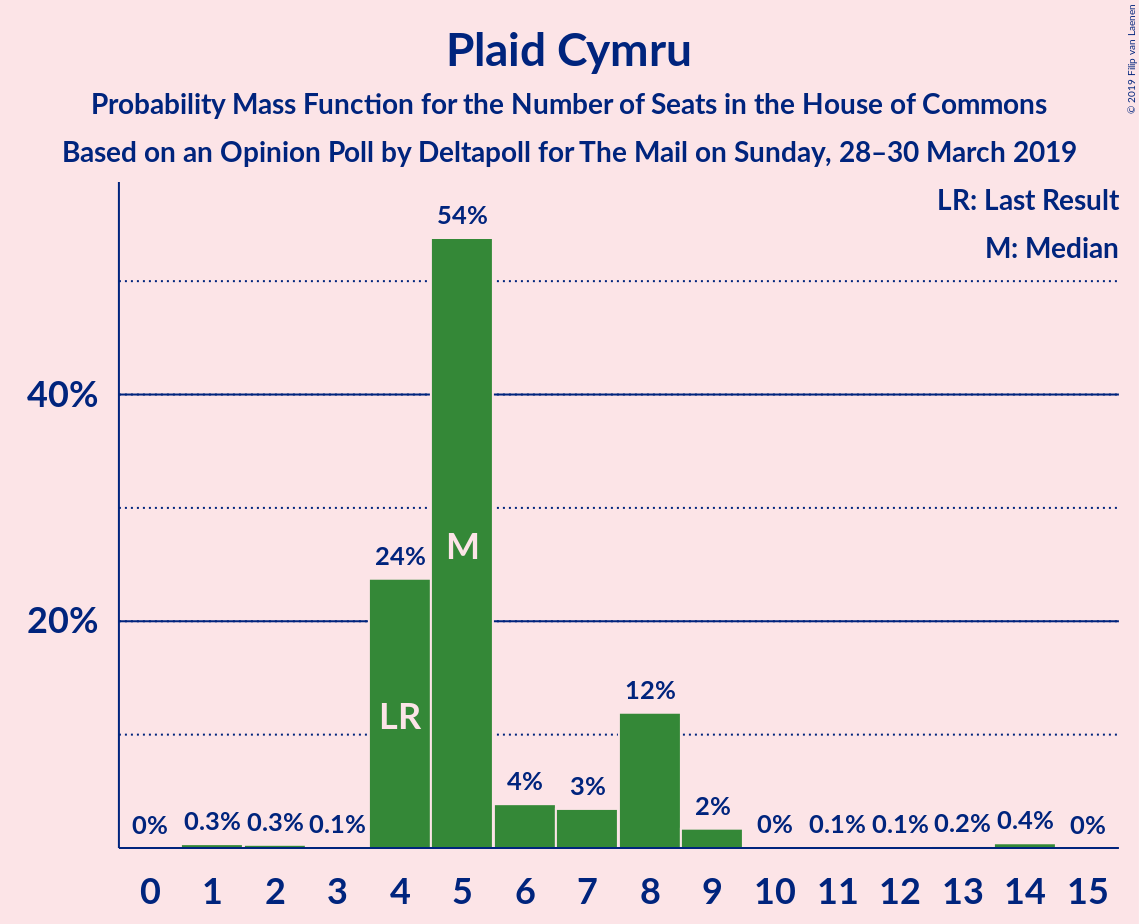 Plaid Cymru
Probability Mass Function for the Number of Seats in the House of Commons
Based on an Opinion Poll by Deltapoll for The Mail on Sunday, 28–30 March 2019
© 2019 Filip van Laenen
LR: Last Result
M: Median
54%
40%
24%
M
20%
12%
LR
4%
3%
2%
0% 0.3% 0.3% 0.1% 0% 0.1% 0.1% 0.2% 0.4% 0%
0 1 2 3 4 5 6 7 8 9 10 11 12 13 14 15